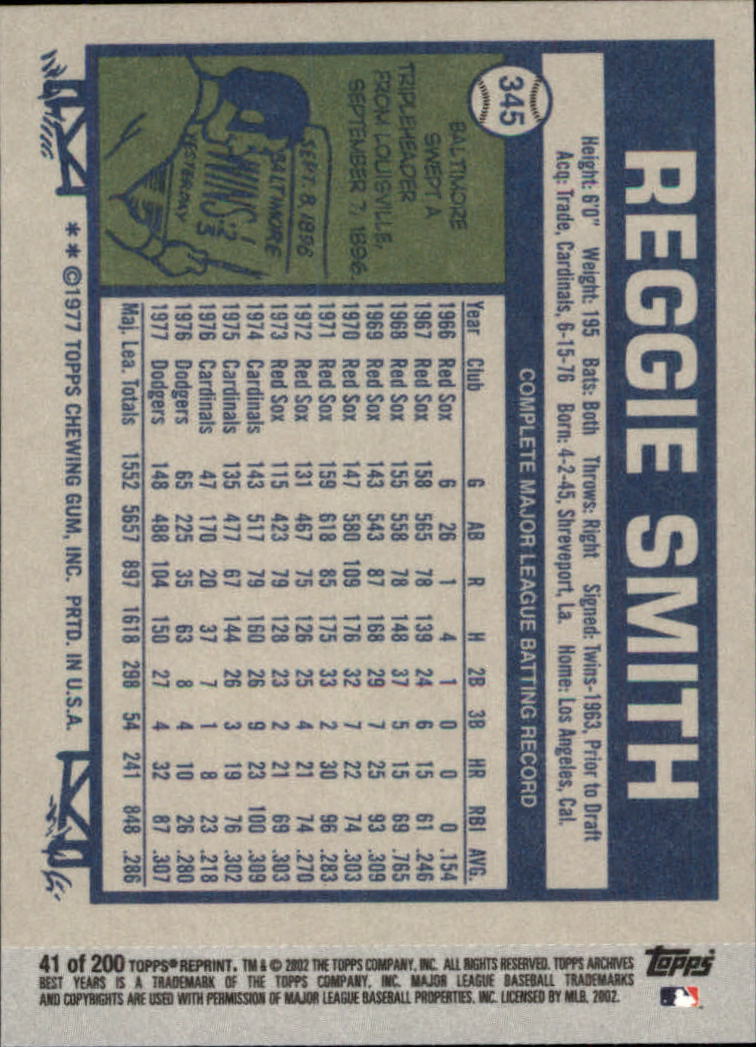 REGGIE SMITH
345
Height: 6'0" Weight: 195 Bats: Both Throws: Right Signed: Twins-1963, Prior to Draft
Acq: Trade, Cardinals, 6-15-76 Born: 4-2-45, Shreveport, La. Home: Los Angeles, Cal.
COMPLETE MAJOR LEAGUE BATTING RECORD
BALTIMORE
SWEPT A
TRIPLEHEADER
FROM LOUISVILLE,
SEPTEMBER 7, 1896.
SEPT. 8, 1896
BALTIMORE
WINS
3
YESTERDAY
Year Club G AB R H 2B 3B HR RBI AVG.
1966 Red Sox 6 26 1 4 1 0 0 0 .154
1967 Red Sox 158 565 78 139 24 6 15 61 .246
1968 Red Sox 155 558 78 148 37 5 15 69 .765
1969 Red Sox 143 543 87 168 29 7 25 93 .309
1970 Red Sox 147 580 109 176 32 7 22 74 .303
1971 Red Sox 159 618 85 175 33 2 30 96 .283
1972 Red Sox 131 467 75 126 25 4 21 74 .270
1973 Red Sox 115 423 79 128 23 2 21 69 .303
1974 Cardinals 143 517 79 160 26 9 23 100 .309
1975 Cardinals 135 477 67 144 26 3 19 76 .302
1976 Cardinals 47 170 20 37 7 1 8 23 .218
1976 Dodgers 65 225 35 63 8 4 10 26 .280
1977 Dodgers 148 488 104 150 27 4 32 87 .307
Maj. Lea. Totals 1552 5657 897 1618 298 54 241 848 .286
* * ©1977 TOPPS CHEWING GUM, INC. PRTD. IN U.S.A.
41 of 200 TOPPS® REPRINT. TM & © 2002 THE TOPPS COMPANY, INC. ALL RIGHTS RESERVED. TOPPS ARCHIVES
BEST YEARS IS A TRADEMARK OF THE TOPPS COMPANY, INC. MAJOR LEAGUE BASEBALL TRADEMARKS
AND COPYRIGHTS ARE USED WITH PERMISSION OF MAJOR LEAGUE BASEBALL PROPERTIES, INC. LICENSED BY MLB, 2002.
topps